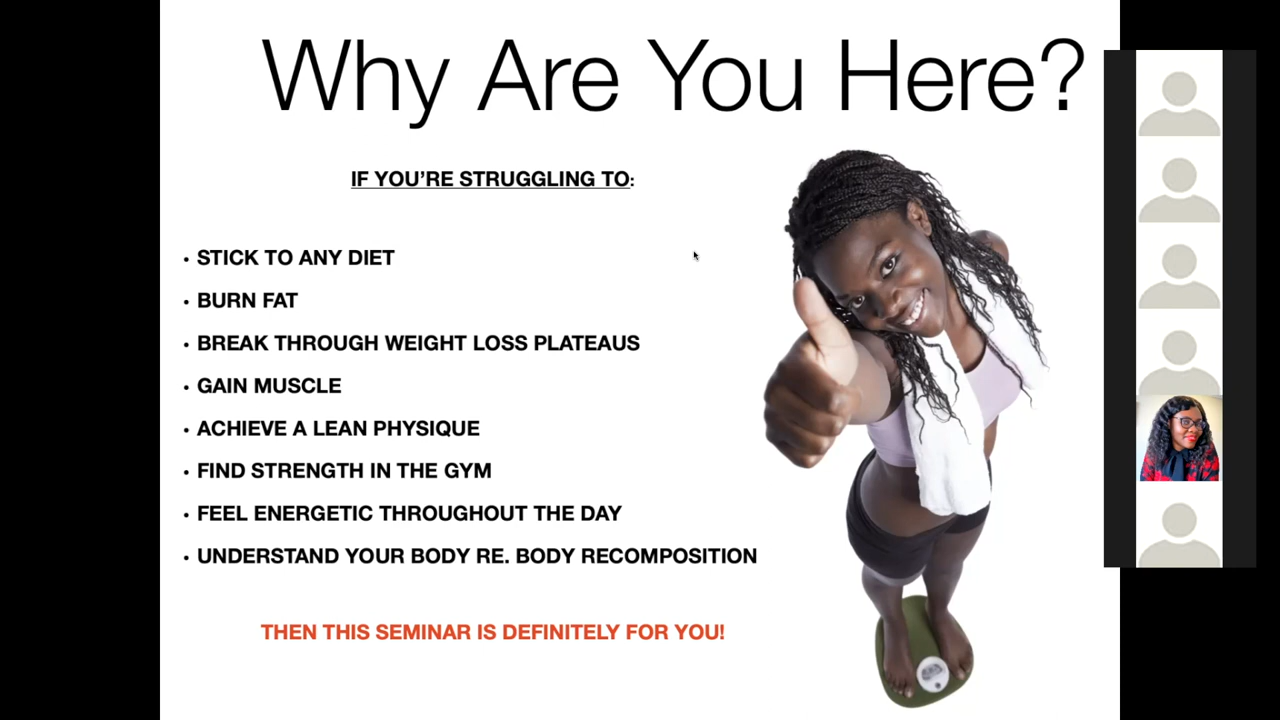 Why Are You Here?
IF YOU’RE STRUGGLING TO:
• STICK TO ANY DIET
• BURN FAT
• BREAK THROUGH WEIGHT LOSS PLATEAUS
• GAIN MUSCLE
• ACHIEVE A LEAN PHYSIQUE
• FIND STRENGTH IN THE GYM
• FEEL ENERGETIC THROUGHOUT THE DAY
• UNDERSTAND YOUR BODY RE. BODY RECOMPOSITION
THEN THIS SEMINAR IS DEFINITELY FOR YOU!